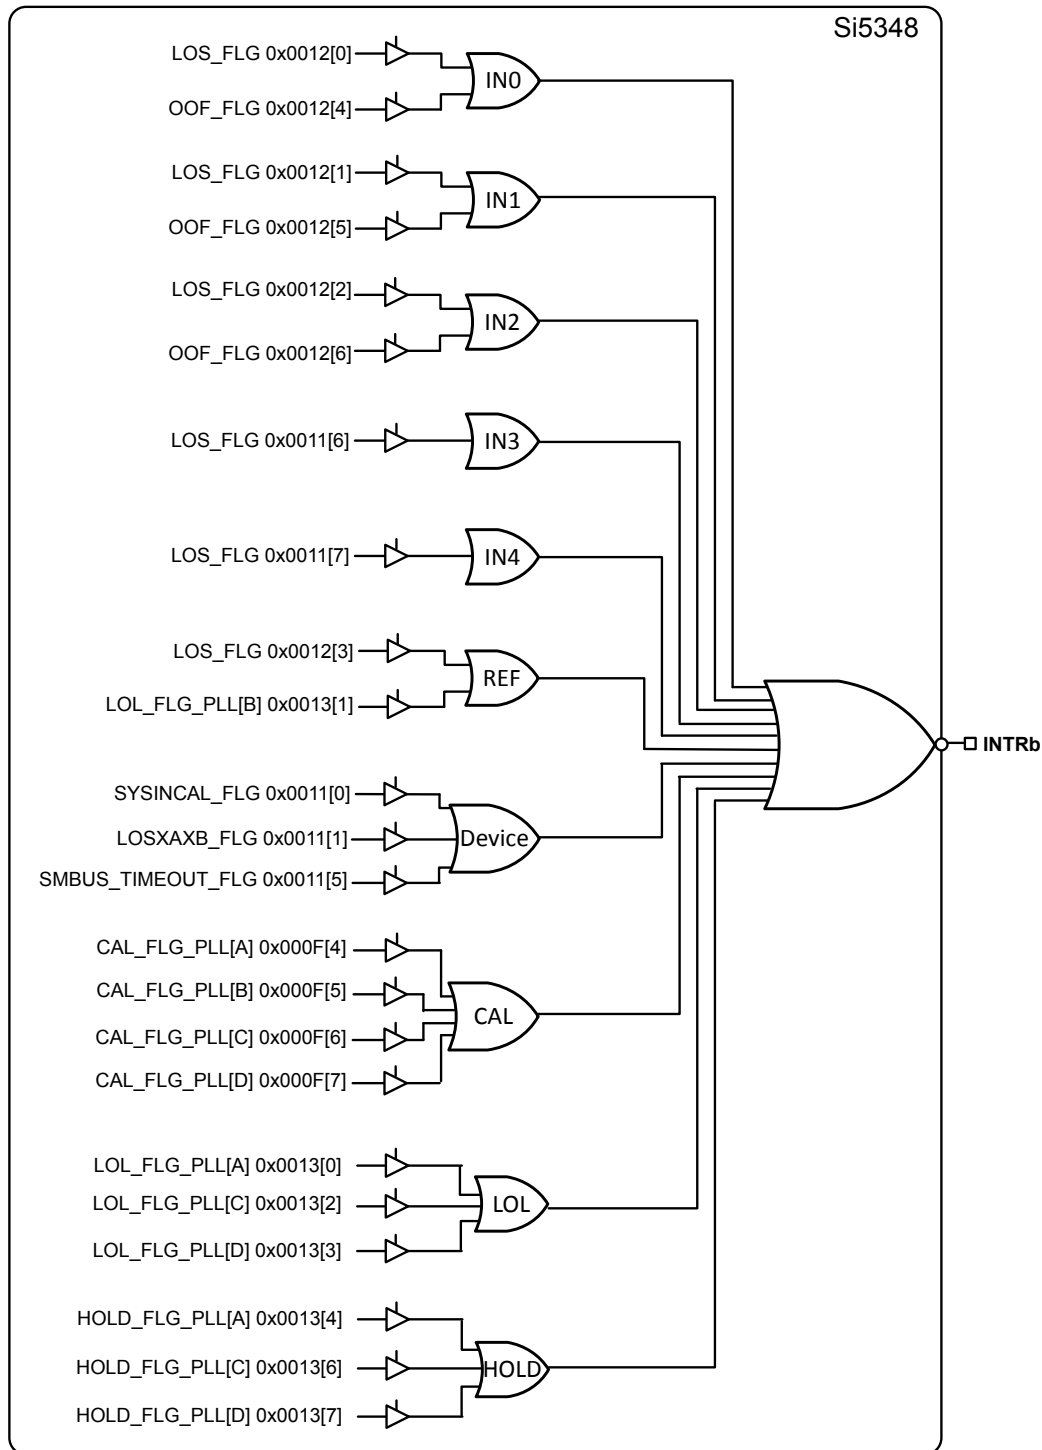 Si5348
LOS_FLG 0x0012[0]
IN0
OOF_FLG 0x0012[4]
LOS_FLG 0x0012[1]
IN1
OOF_FLG 0x0012[5]
LOS_FLG 0x0012[2]
IN2
OOF_FLG 0x0012[6]
LOS_FLG 0x0011[6]
IN3
LOS_FLG 0x0011[7]
IN4
LOS_FLG 0x0012[3]
REF
LOL_FLG_PLL[B] 0x0013[1]
INTRb
SYSINCAL_FLG 0x0011[0]
LOSXAXB_FLG 0x0011[1]
Device
SMBUS_TIMEOUT_FLG 0x0011[5]
CAL_FLG_PLL[A] 0x000F[4]
CAL_FLG_PLL[B] 0x000F[5]
CAL
CAL_FLG_PLL[C] 0x000F[6]
CAL_FLG_PLL[D] 0x000F[7]
LOL_FLG_PLL[A] 0x0013[0]
LOL_FLG_PLL[C] 0x0013[2]
LOL
LOL_FLG_PLL[D] 0x0013[3]
HOLD_FLG_PLL[A] 0x0013[4]
HOLD_FLG_PLL[C] 0x0013[6]
HOLD
HOLD_FLG_PLL[D] 0x0013[7]